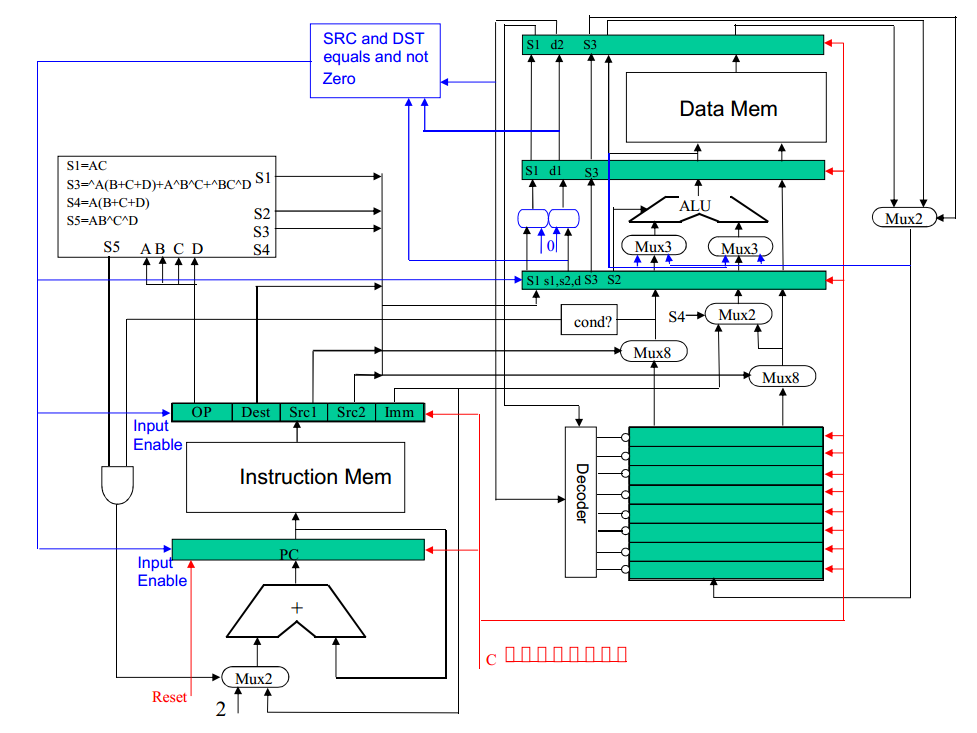 SRC and DST
equals and not
Zero
S1 d2 S3
Data Mem
S1=AC
S3=^A(B+C+D)+A^B^C+^BC^D
S4=A(B+C+D)
S5=AB^C^D
S1
S2
S3
S4
S5 A B C D
S1 d1 S3
ALU
Mux2
0
Mux3
Mux3
S1 s1,s2,d S3 S2
cond?
S4
Mux2
Mux8
Mux8
OP Dest Src1 Src2 Imm
Input
Enable
Instruction Mem
Decoder
PC
Input
Enable
+
C
Mux2
Reset
2